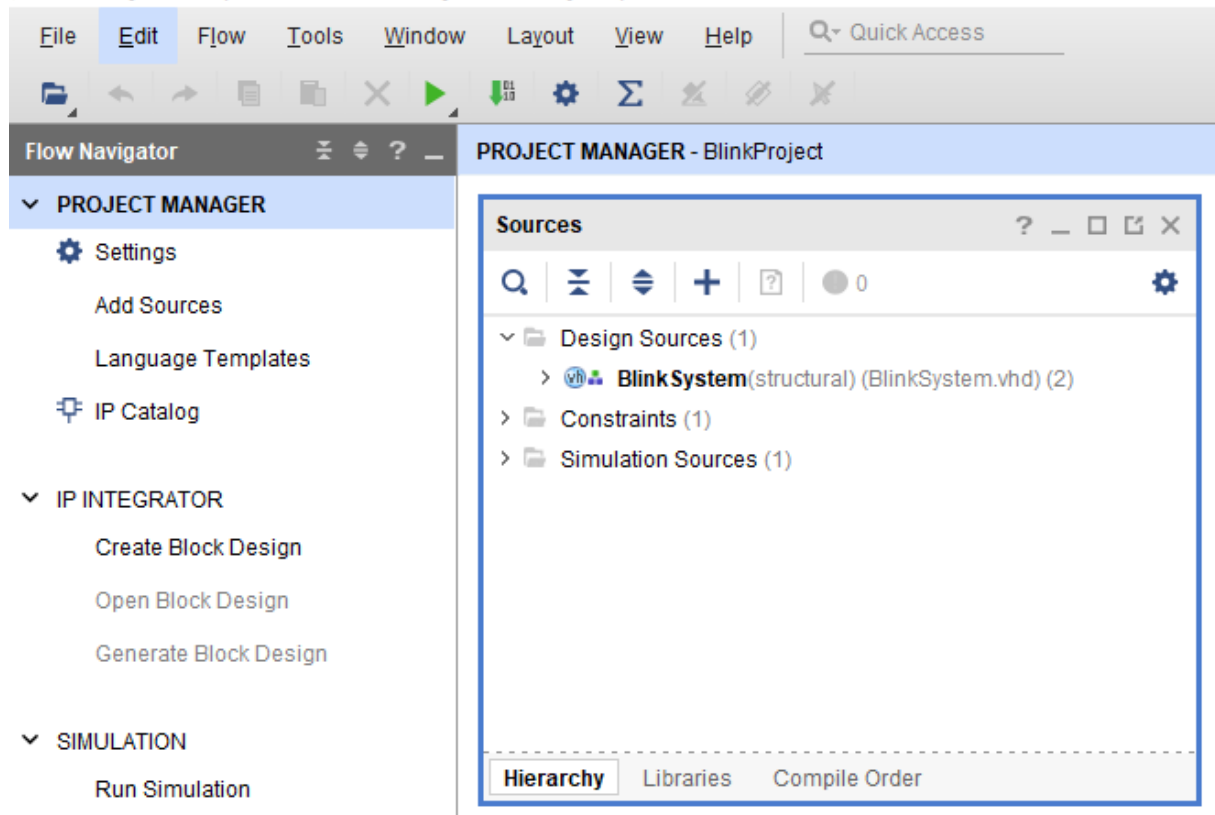 File Edit Flow Tools Window Layout View Help Quick Access
Flow Navigator ?
PROJECT MANAGER
Settings
Add Sources
Language Templates
IP Catalog
IP INTEGRATOR
Create Block Design
Open Block Design
Generate Block Design
SIMULATION
Run Simulation
PROJECT MANAGER - BlinkProject
Sources ?
? 0
Design Sources (1)
BlinkSystem(structural) (BlinkSystem.vhd) (2)
Constraints (1)
Simulation Sources (1)
Hierarchy Libraries Compile Order